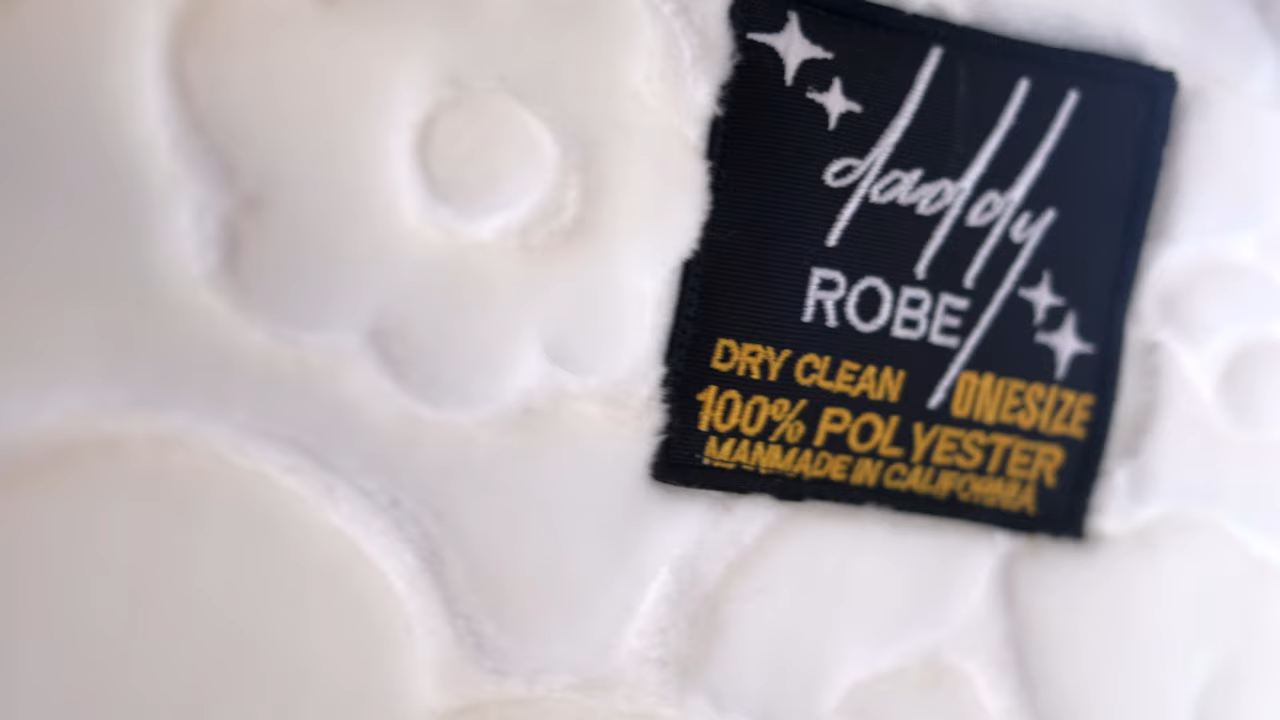 daddy
ROBE
DRY CLEAN ONESIZE
100% POLYESTER
MANMADE IN CALIFORNIA